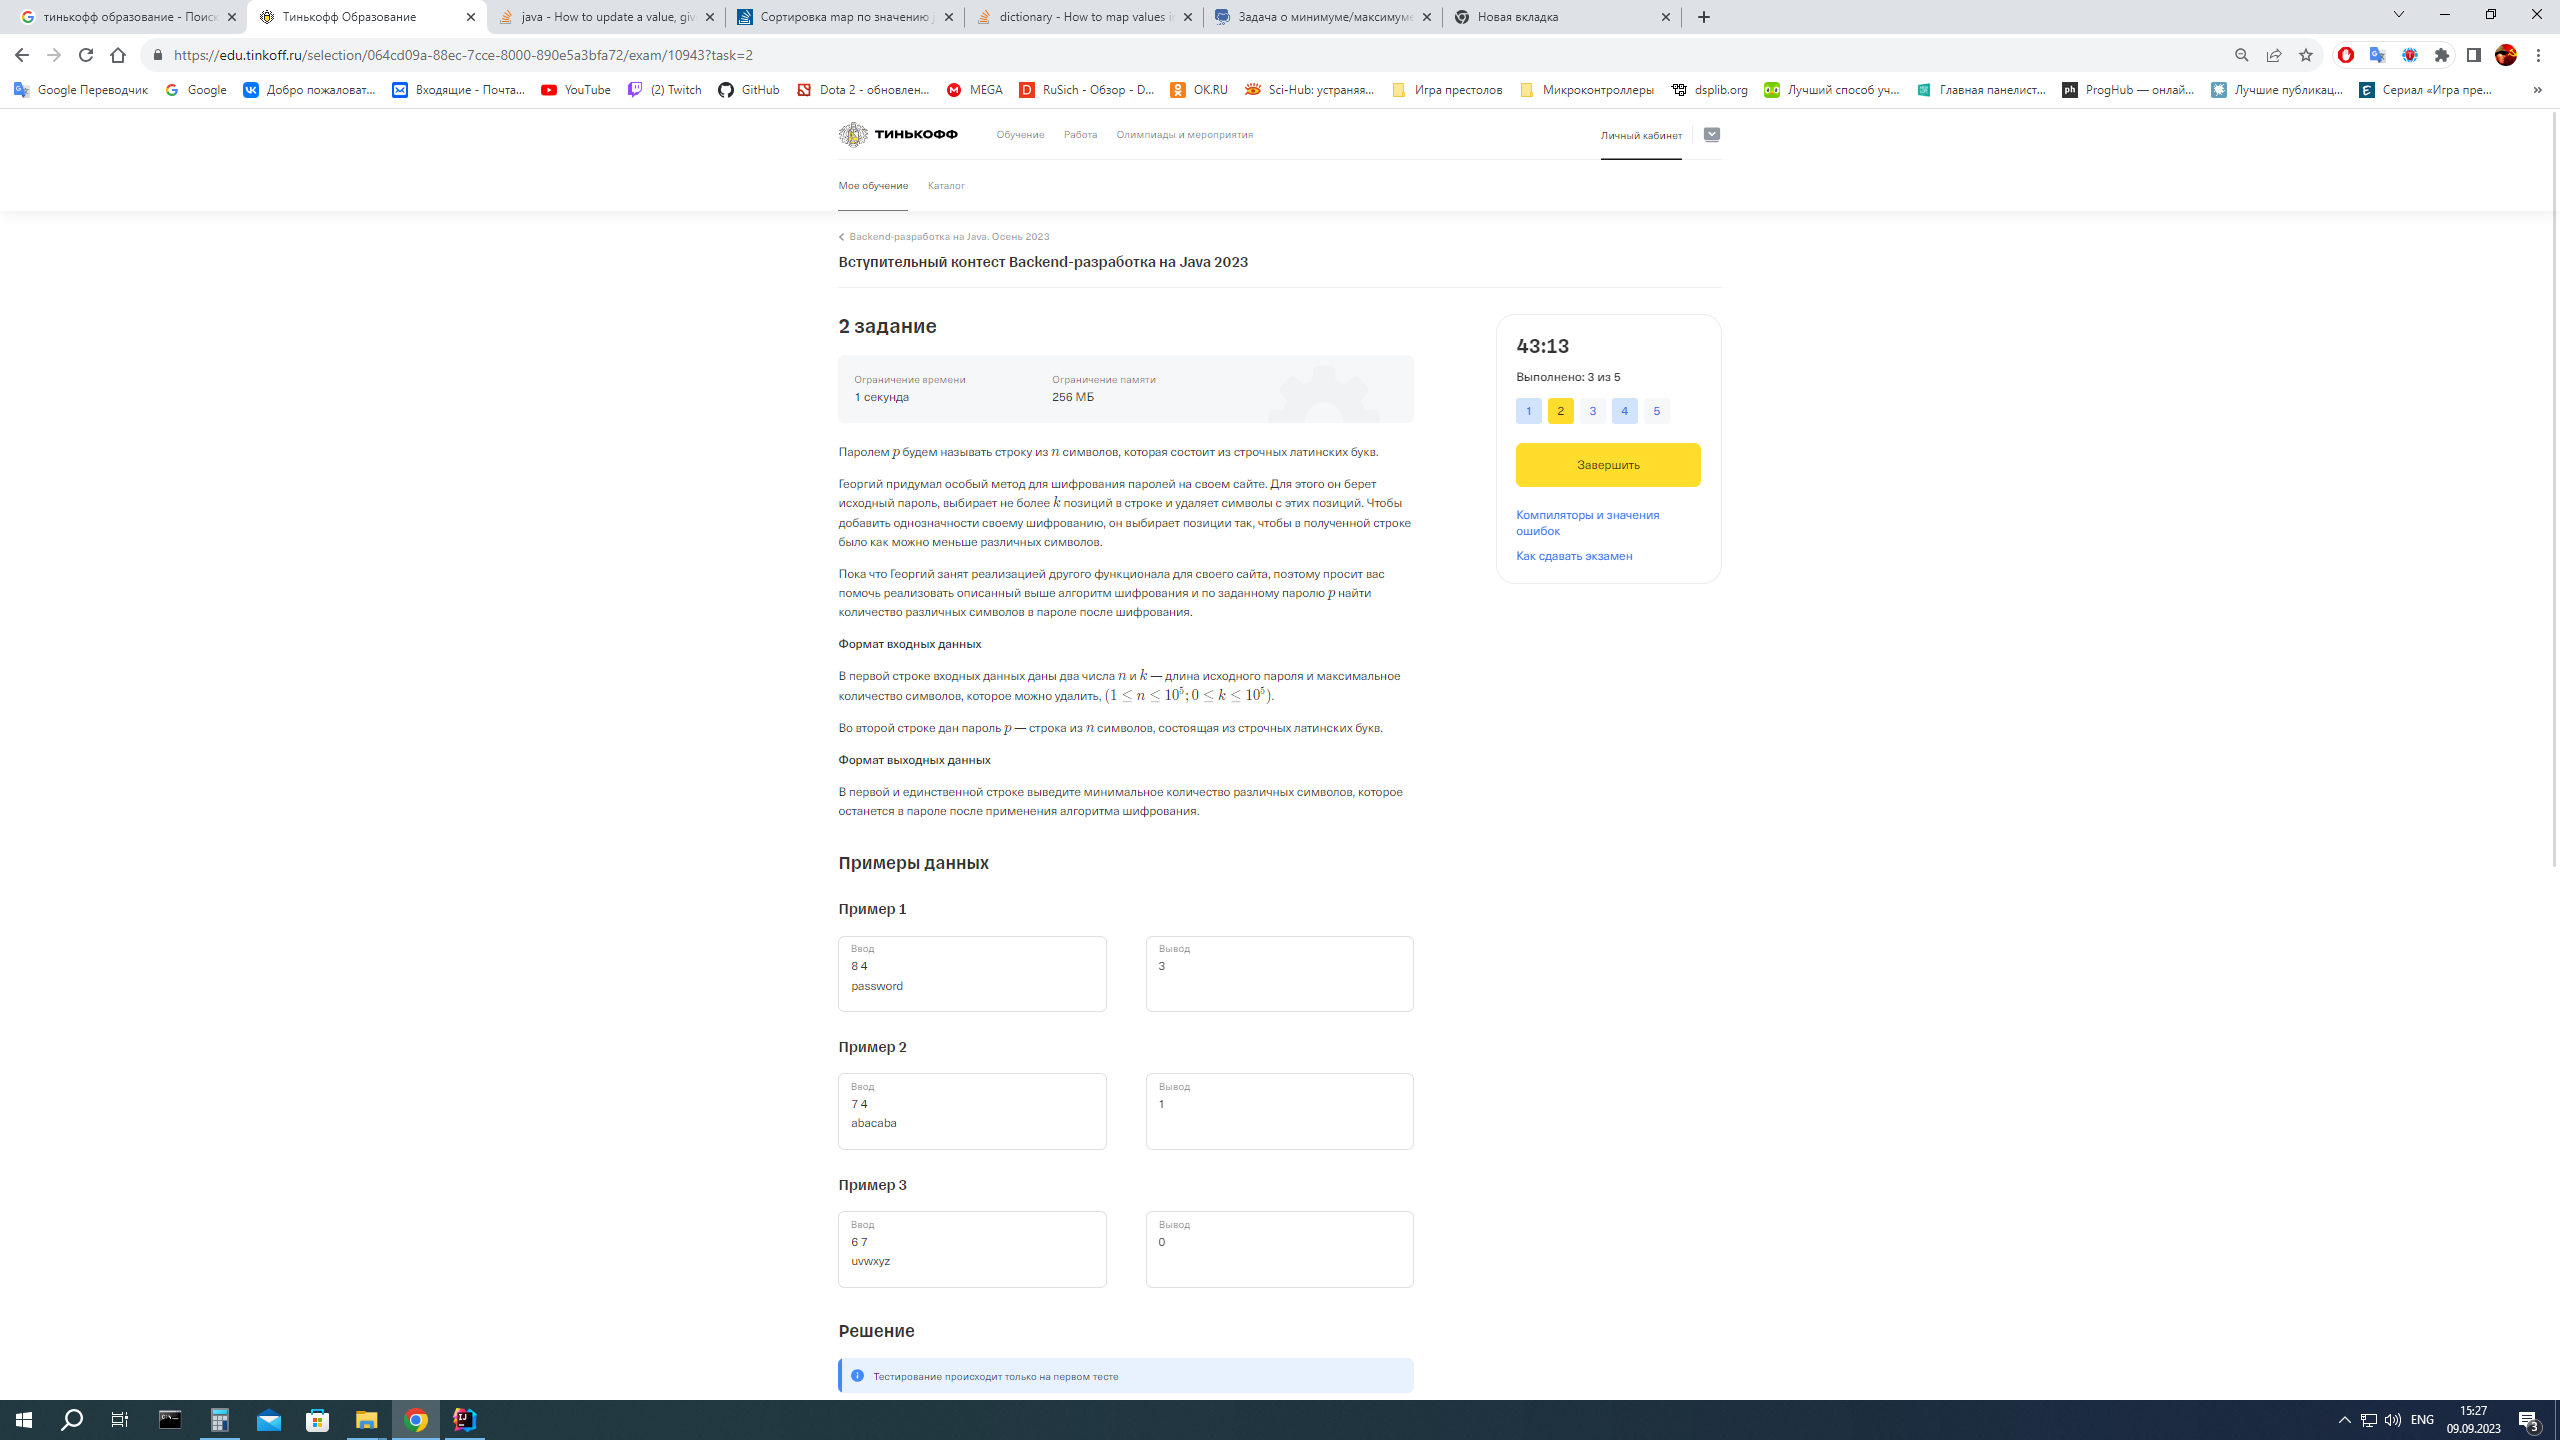 тинькофф образование - Поиск
Тинькофф Образование
java - How to update a value, giv
Сортировка map по значению j
dictionary - How to map values i
Задача о минимуме/максимуме
Новая вкладка
https://edu.tinkoff.ru/selection/064cd09a-88ec-7cce-8000-890e5a3bfa72/exam/10943?task=2
Google Переводчик
Google
Добро пожаловат...
Входящие - Почта...
YouTube
(2) Twitch
GitHub
Dota 2 - обновлен...
MEGA
RuSich - Обзор - D...
OK.RU
Sci-Hub: устраняя...
Игра престолов
Микроконтроллеры
dsplib.org
Лучший способ уч...
Главная панелист...
ProgHub — онлай...
Лучшие публикац...
Сериал «Игра пре...
»
ТИНЬКОФФ
Обучение
Работа
Олимпиады и мероприятия
Личный кабинет
Мое обучение
Каталог
Backend-разработка на Java. Осень 2023
Вступительный контест Backend-разработка на Java 2023
2 задание
Ограничение времени
1 секунда
Ограничение памяти
256 МБ
Паролем p будем называть строку из n символов, которая состоит из строчных латинских букв.
Георгий придумал особый метод для шифрования паролей на своем сайте. Для этого он берет
исходный пароль, выбирает не более k позиций в строке и удаляет символы с этих позиций. Чтобы
добавить однозначности своему шифрованию, он выбирает позиции так, чтобы в полученной строке
было как можно меньше различных символов.
Пока что Георгий занят реализацией другого функционала для своего сайта, поэтому просит вас
помочь реализовать описанный выше алгоритм шифрования и по заданному паролю p найти
количество различных символов в пароле после шифрования.
Формат входных данных
В первой строке входных данных даны два числа n и k — длина исходного пароля и максимальное
количество символов, которое можно удалить, (1 ≤ n ≤ 10⁵; 0 ≤ k ≤ 10⁵).
Во второй строке дан пароль p — строка из n символов, состоящая из строчных латинских букв.
Формат выходных данных
В первой и единственной строке выведите минимальное количество различных символов, которое
останется в пароле после применения алгоритма шифрования.
Примеры данных
Пример 1
Ввод
8 4
password
Вывод
3
Пример 2
Ввод
7 4
abacaba
Вывод
1
Пример 3
Ввод
6 7
uvwxyz
Вывод
0
Решение
Тестирование происходит только на первом тесте
43:13
Выполнено: 3 из 5
1 2 3 4 5
Завершить
Компиляторы и значения
ошибок
Как сдавать экзамен
ENG
15:27
09.09.2023
3